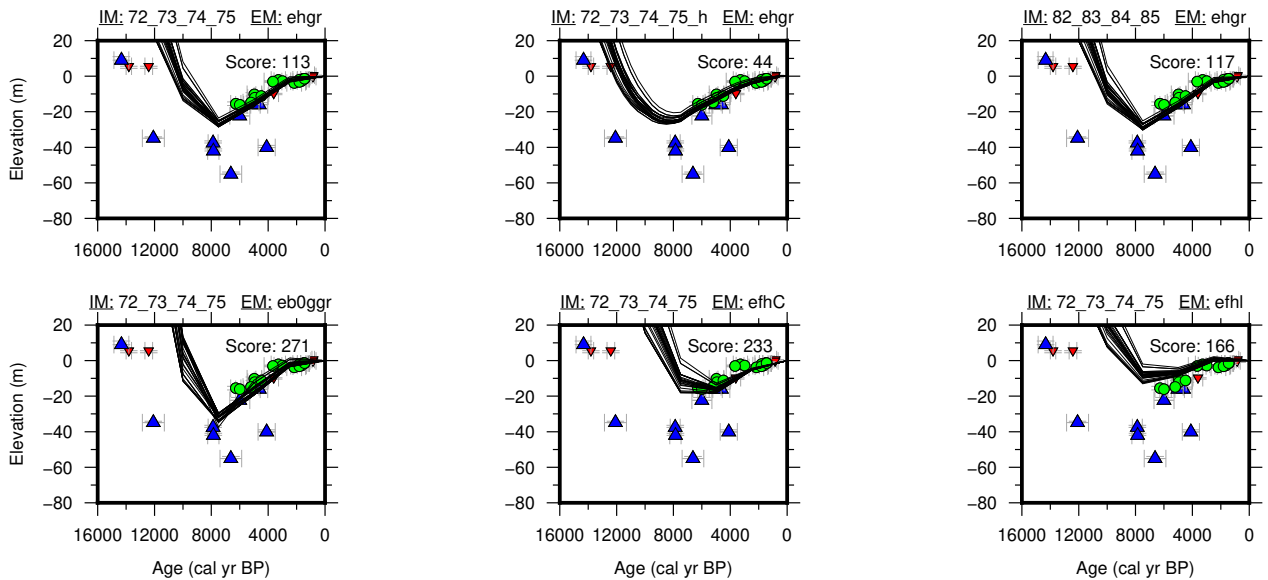 IM: 72_73_74_75 EM: ehgr
IM: 72_73_74_75_h EM: ehgr
IM: 82_83_84_85 EM: ehgr
20
0
−20
−40
−60
−80
Elevation (m)
Score: 113
16000 12000 8000 4000 0
20
0
−20
−40
−60
−80
Score: 44
16000 12000 8000 4000 0
20
0
−20
−40
−60
−80
Score: 117
16000 12000 8000 4000 0
IM: 72_73_74_75 EM: eb0ggr
IM: 72_73_74_75 EM: efhC
IM: 72_73_74_75 EM: efhl
20
0
−20
−40
−60
−80
Elevation (m)
Score: 271
16000 12000 8000 4000 0
Age (cal yr BP)
20
0
−20
−40
−60
−80
Score: 233
16000 12000 8000 4000 0
Age (cal yr BP)
20
0
−20
−40
−60
−80
Score: 166
16000 12000 8000 4000 0
Age (cal yr BP)